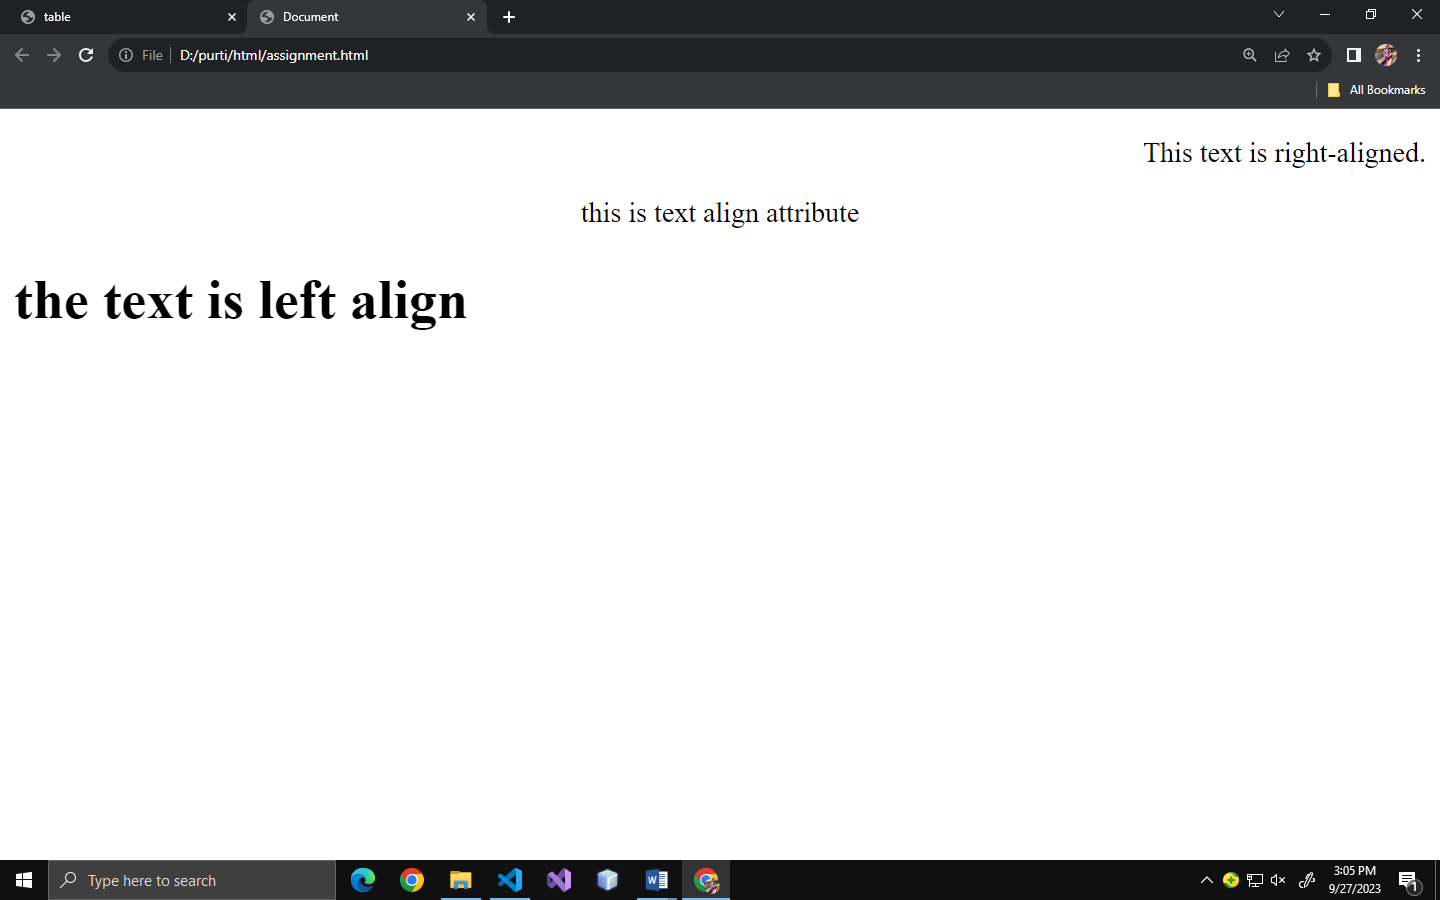 table
Document
File
D:/purti/html/assignment.html
All Bookmarks
This text is right-aligned.
this is text align attribute
the text is left align
Type here to search
3:05 PM
9/27/2023
1